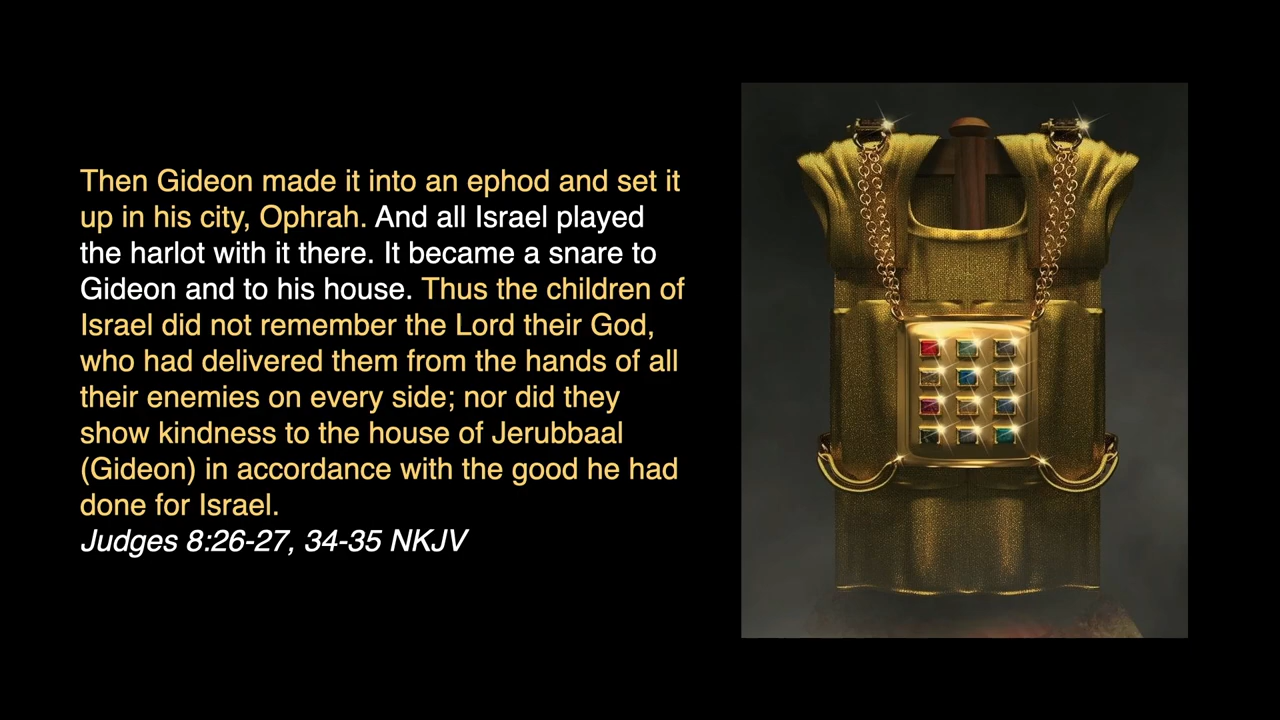 Then Gideon made it into an ephod and set it
up in his city, Ophrah. And all Israel played
the harlot with it there. It became a snare to
Gideon and to his house. Thus the children of
Israel did not remember the Lord their God,
who had delivered them from the hands of all
their enemies on every side; nor did they
show kindness to the house of Jerubbaal
(Gideon) in accordance with the good he had
done for Israel.
Judges 8:26-27, 34-35 NKJV